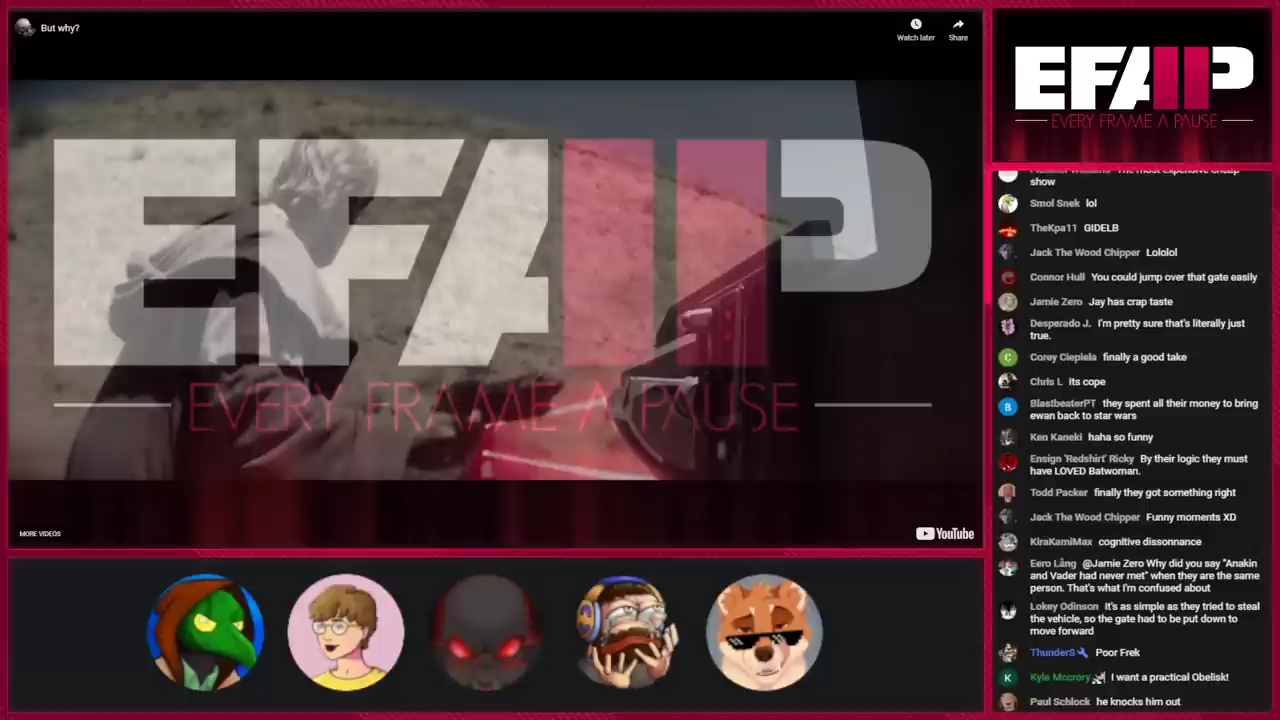 But why?
Watch later
Share
EFAP
EVERY FRAME A PAUSE
MORE VIDEOS
YouTube
EFAP
EVERY FRAME A PAUSE
show
Smol Snek lol
TheKpa11 GIDELB
Jack The Wood Chipper Lololol
Connor Hull You could jump over that gate easily
Jamie Zero Jay has crap taste
Desperado J. I'm pretty sure that's literally just
true.
Corey Ciepiela finally a good take
Chris L its cope
BlastbeaterPT they spent all their money to bring
ewan back to star wars
Ken Kaneki haha so funny
Ensign 'Redshirt' Ricky By their logic they must
have LOVED Batwoman.
Todd Packer finally they got something right
Jack The Wood Chipper Funny moments XD
KiraKamiMax cognitive dissonnance
Eero Lång @Jamie Zero Why did you say "Anakin
and Vader had never met" when they are the same
person. That's what I'm confused about
Lokey Odinson it's as simple as they tried to steal
the vehicle, so the gate had to be put down to
move forward
ThunderS Poor Frek
K Kyle Mccrory I want a practical Obelisk!
Paul Schlock he knocks him out